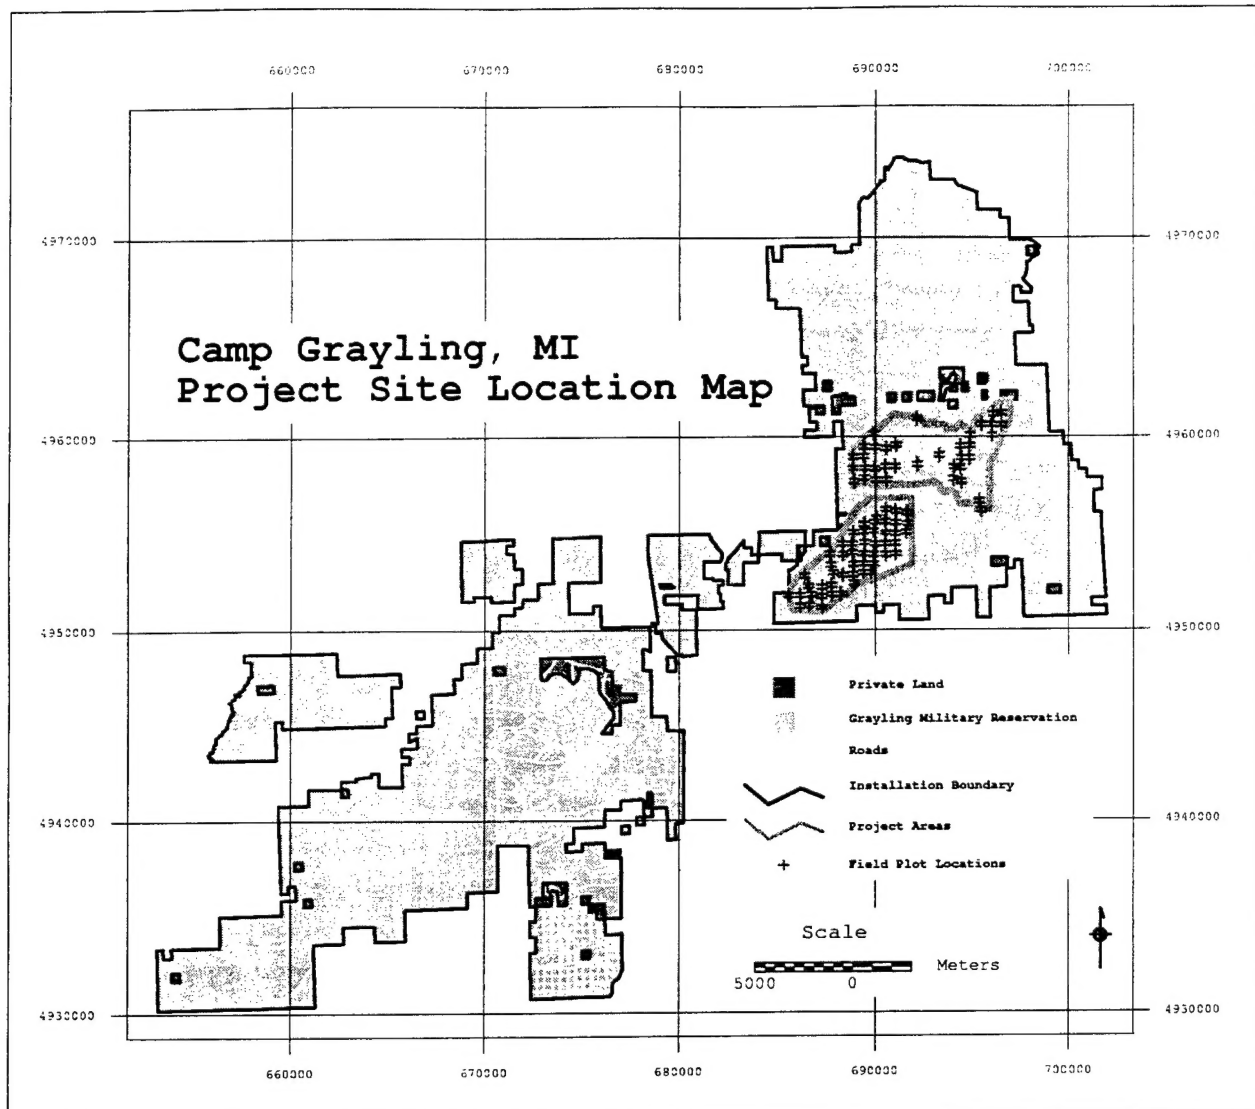 660000 670000 680000 690000 700000
4970000 4970000
Camp Grayling, MI
Project Site Location Map
4960000 4960000
4950000 4950000
Private Land
Grayling Military Reservation
Roads
Installation Boundary
4940000 Project Areas 4940000
Field Plot Locations
Scale
Meters
5000 0
4930000 4930000
660000 670000 680000 690000 700000